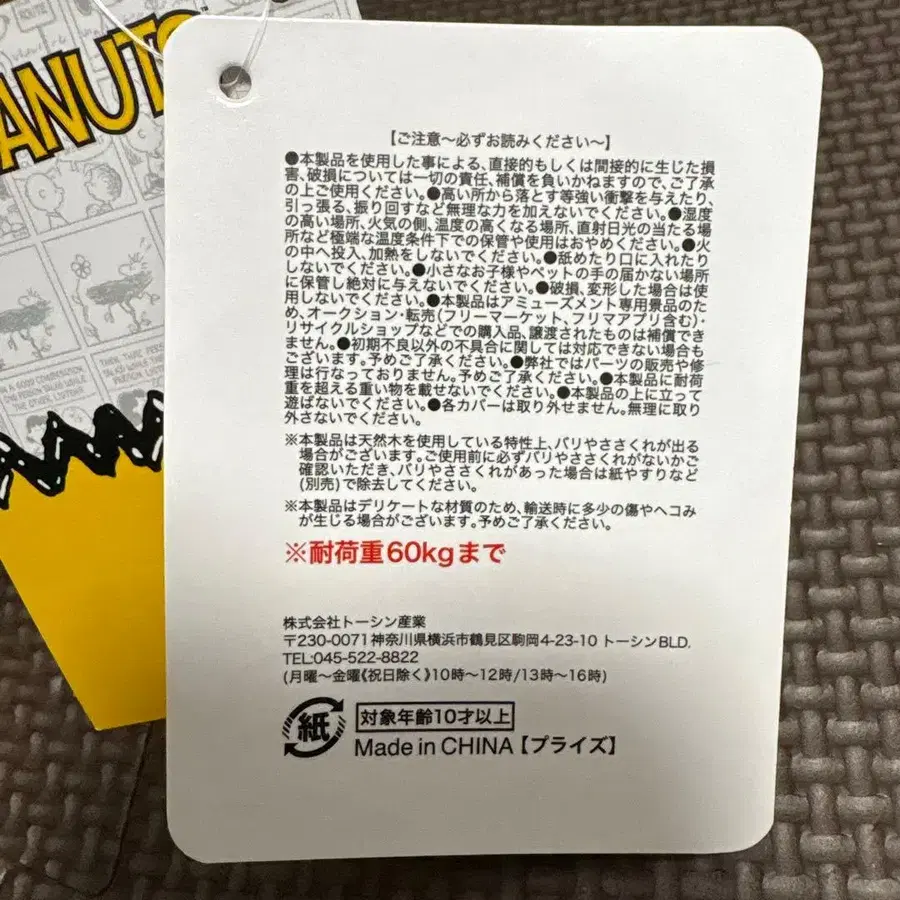 PEANUTS
A GOOD CONVERSATION
【ご注意～必ずお読みください～】
●本製品を使用した事による、直接的もしくは間接的に生じた損
害、破損については一切の責任、補償を負いかねますので、ご了承
の上ご使用ください。●高い所から落とす等強い衝撃を与えたり、
引っ張る、振り回すなど無理な力を加えないでください。●湿度
の高い場所、火気の側、温度の高くなる場所、直射日光の当たる場
所など極端な温度条件下での保管や使用はおやめください。●火
の中へ投入、加熱をしないでください。●舐めたり口に入れたり
しないでください。●小さなお子様やペットの手の届かない場所
に保管し絶対に与えないでください。●破損、変形した場合は使
用しないでください。●本製品はアミューズメント専用景品のた
め、オークション・転売(フリーマーケット、フリマアプリ含む)・
リサイクルショップなどでの購入品、譲渡されたものは補償でき
ません。●初期不良以外の不具合に関しては対応できない場合も
ございます。予めご了承ください。●弊社ではパーツの販売や修
理は行なっておりません。予めご了承ください。●本製品に耐荷
重を超える重い物を載せないでください。●本製品の上に立って
遊ばないでください。●各カバーは取り外せません。無理に取り
外さないでください。
※本製品は天然木を使用している特性上、バリやささくれが出る
場合がございます。ご使用前に必ずバリやささくれがないかご
確認いただき、バリやささくれがあった場合は紙やすりなど
(別売)で除去してください。
※本製品はデリケートな材質のため、輸送時に多少の傷やヘコみ
が生じる場合がございます。予めご了承ください。
※耐荷重60kgまで
株式会社トーシン産業
〒230-0071 神奈川県横浜市鶴見区駒岡4-23-10 トーシンBLD.
TEL:045-522-8822
(月曜～金曜《祝日除く》10時～12時/13時～16時)
紙
対象年齢10才以上
Made in CHINA【プライズ】